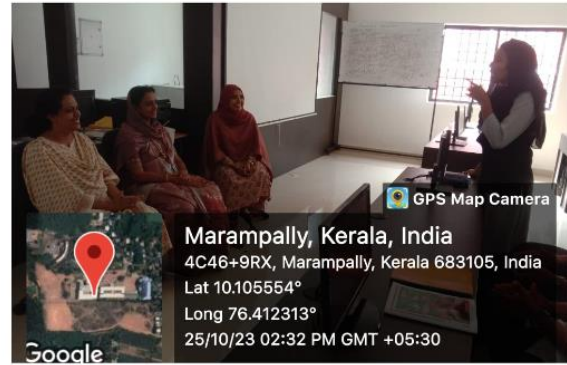 GPS Map Camera
Marampally, Kerala, India
4C46+9RX, Marampally, Kerala 683105, India
Lat 10.105554°
Long 76.412313°
25/10/23 02:32 PM GMT +05:30
Google